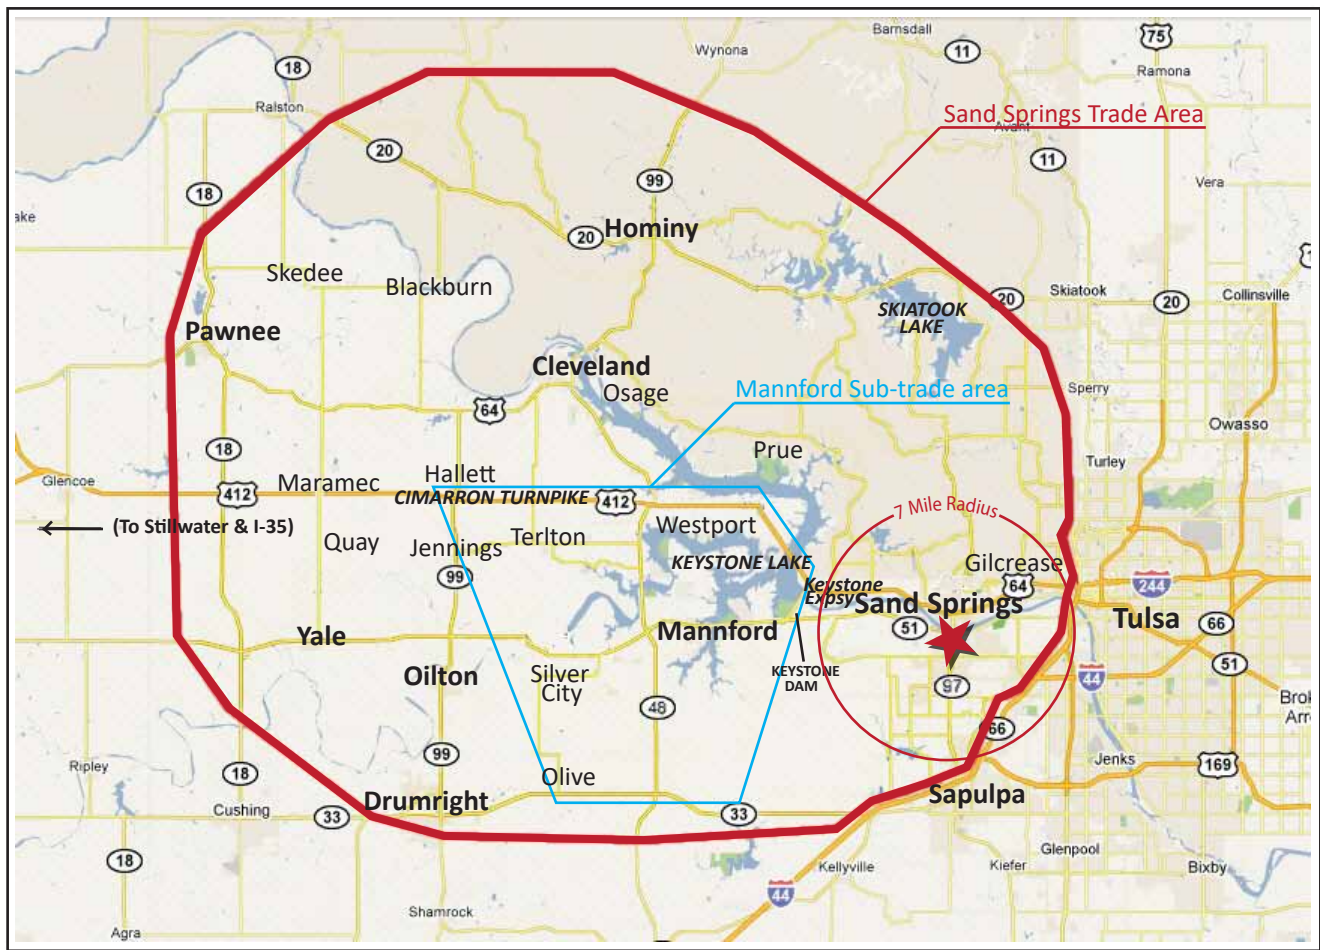 Barnsdall
75
Wynona
11
18
Ramona
Ralston
Sand Springs Trade Area
Avant
20
11
99
18
Vera
Hominy
20
Skedee
Blackburn
Skiatook
20
20
Collinsville
SKIATOOK
LAKE
Pawnee
Cleveland
Osage
Mannford Sub-trade area
Sperry
64
Owasso
18
Prue
Turley
Glencoe
Maramec
Hallett
412
CIMARRON TURNPIKE
412
(To Stillwater & I-35)
7 Mile Radius
Westport
Quay
Jennings
Terlton
KEYSTONE LAKE
Gilcrease
99
Keystone
Expsy
64
244
Sand Springs
Tulsa
51
66
Yale
Mannford
KEYSTONE
DAM
51
Oilton
Silver
City
97
44
48
66
99
Ripley
18
Olive
Jenks
169
Drumright
Sapulpa
Cushing
33
33
Glenpool
18
Kellyville
Kiefer
Bixby
44
Shamrock
Agra